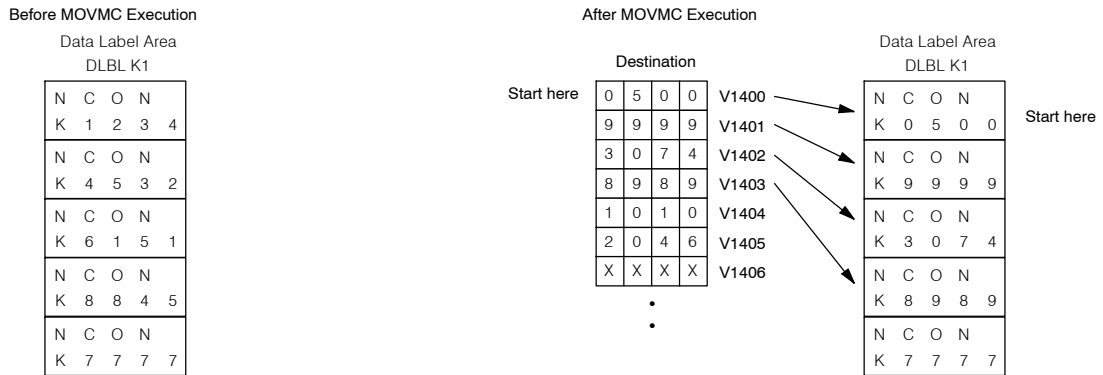 Before MOVMC Execution
Data Label Area
DLBL K1
N C O N
K 1 2 3 4
N C O N
K 4 5 3 2
N C O N
K 6 1 5 1
N C O N
K 8 8 4 5
N C O N
K 7 7 7 7
After MOVMC Execution
Destination
Start here
0 5 0 0 V1400
9 9 9 9 V1401
3 0 7 4 V1402
8 9 8 9 V1403
1 0 1 0 V1404
2 0 4 6 V1405
X X X X V1406
Data Label Area
DLBL K1
N C O N
K 0 5 0 0
Start here
N C O N
K 9 9 9 9
N C O N
K 3 0 7 4
N C O N
K 8 9 8 9
N C O N
K 7 7 7 7